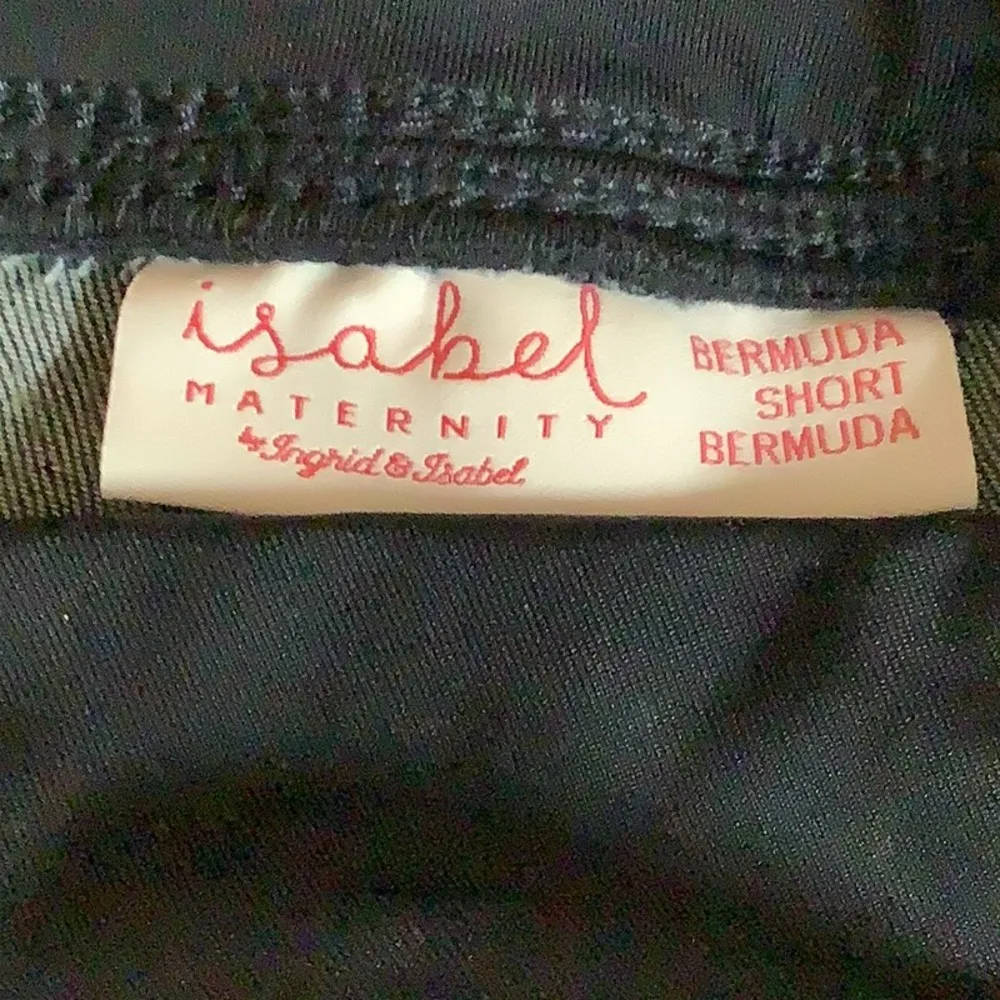 isabel
MATERNITY
by Ingrid & Isabel
BERMUDA
SHORT
BERMUDA